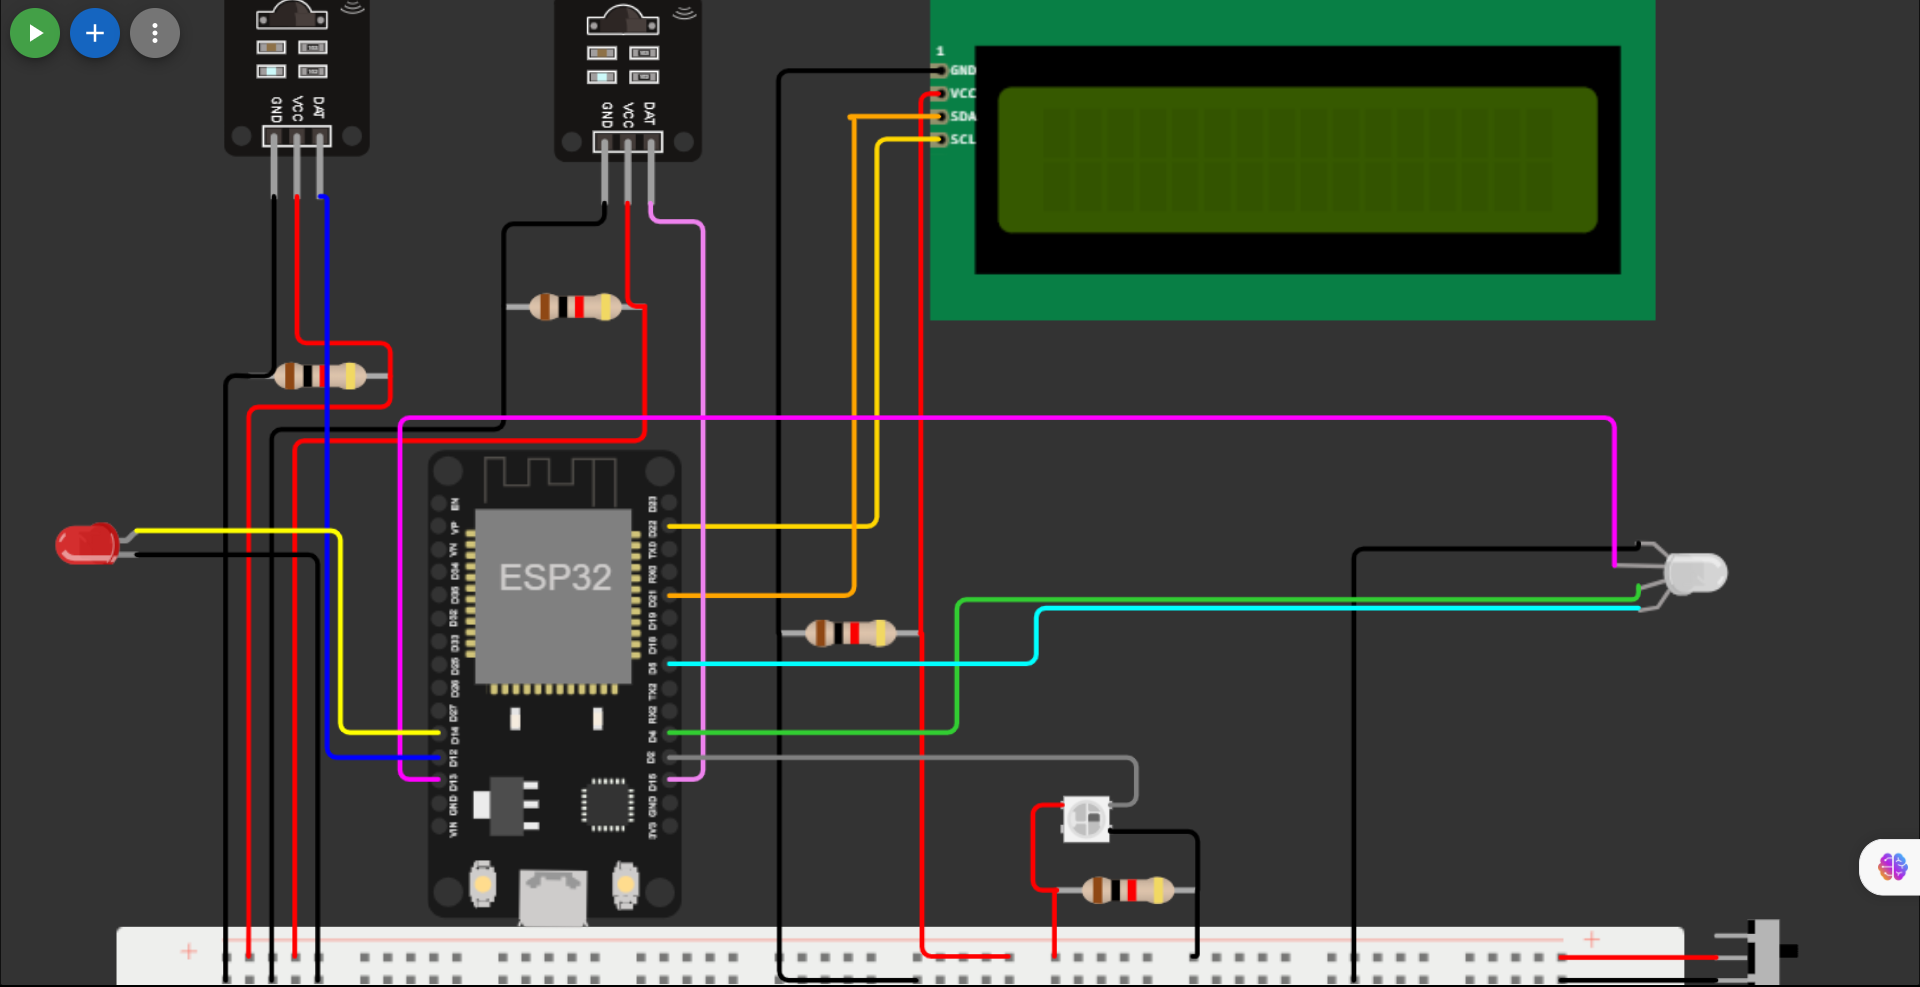 GND
VCC
DAT
GND
VCC
DAT
1
GND
VCC
SDA
SCL
ESP32
EN
VP
VN
D34
D35
D32
D33
D25
D26
D27
D14
D12
D13
GND
VIN
D23
D22
TX0
RX0
D21
D19
D18
D5
TX2
RX2
D4
D2
D15
GND
3V3
+
+